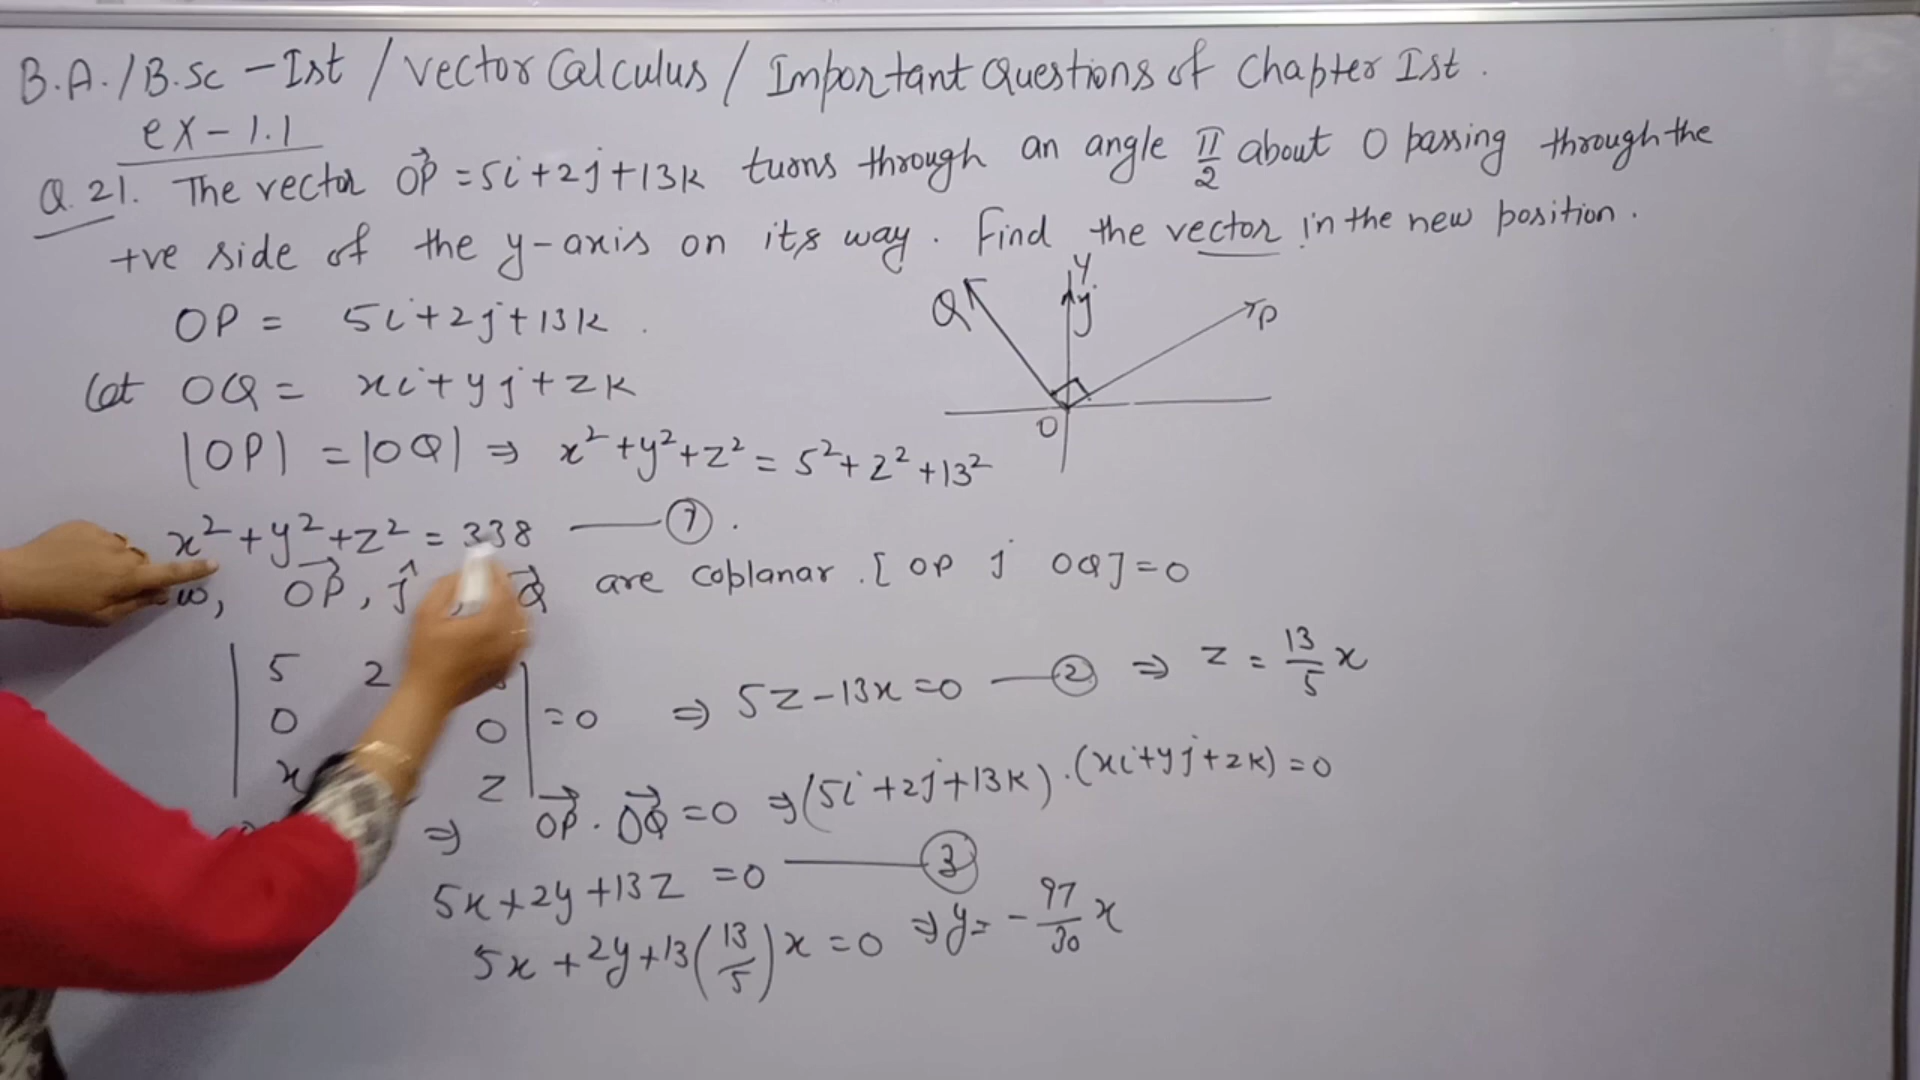 B.A./B.Sc - Ist / Vector Calculus / Important Questions of Chapter Ist.
ex - 1.1
Q. 21. The vector OP⃗ = 5i+2j+13k turns through an angle π/2 about O passing through the
+ve side of the y-axis on its way. Find the vector in the new position.
OP = 5i+2j+13k.
Let OQ = xi+yj+zk
|OP| = |OQ| ⇒ x²+y²+z² = 5²+2²+13²
x²+y²+z² = 338 — ①.
OP⃗, ĵ, Q⃗ are coplanar. [OP j OQ]=0
5 2
0 0 =0 ⇒ 5z-13x=0 — ② ⇒ z = 13/5 x
x z
⇒ OP⃗ . OQ⃗ = 0 ⇒ (5i+2j+13k).(xi+yj+zk)=0
5x+2y+13z =0 — ③
5x+2y+13(13/5)x =0 ⇒ y= - 97/30 x
Y
j
Q
P
O